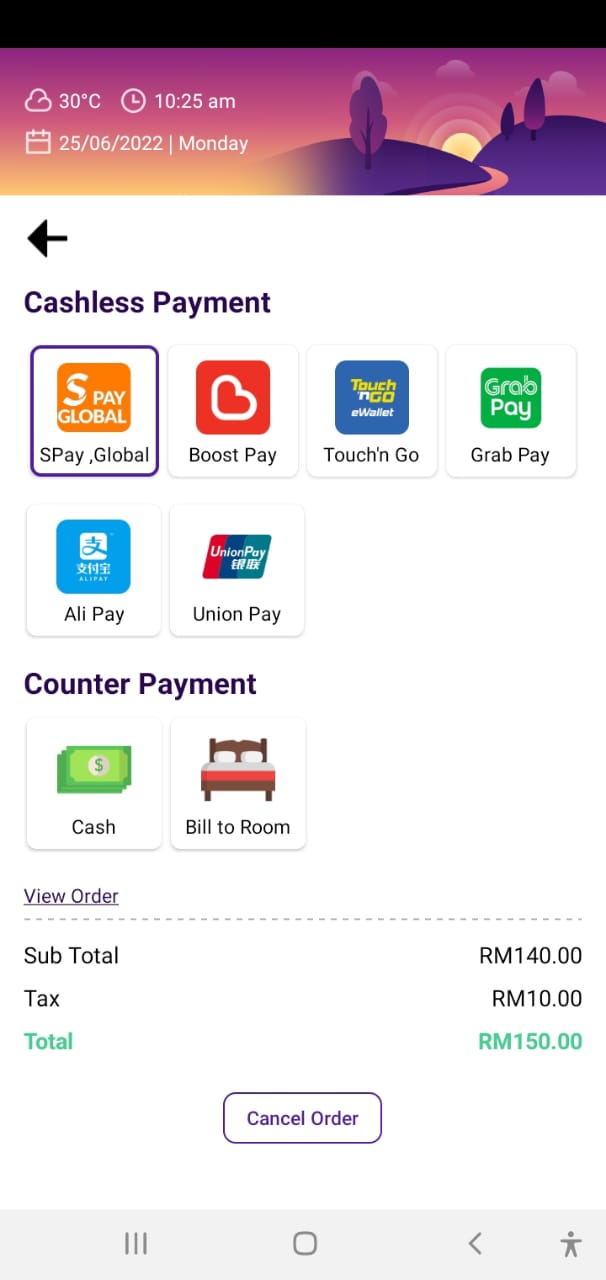 30°C 10:25 am
25/06/2022 | Monday
Cashless Payment
S PAY
GLOBAL
Touch
'nGO
eWallet
Grab
Pay
SPay ,Global Boost Pay Touch'n Go Grab Pay
支
支付宝
ALIPAY
UnionPay
银联
Ali Pay Union Pay
Counter Payment
$
Cash Bill to Room
View Order
Sub Total RM140.00
Tax RM10.00
Total RM150.00
Cancel Order